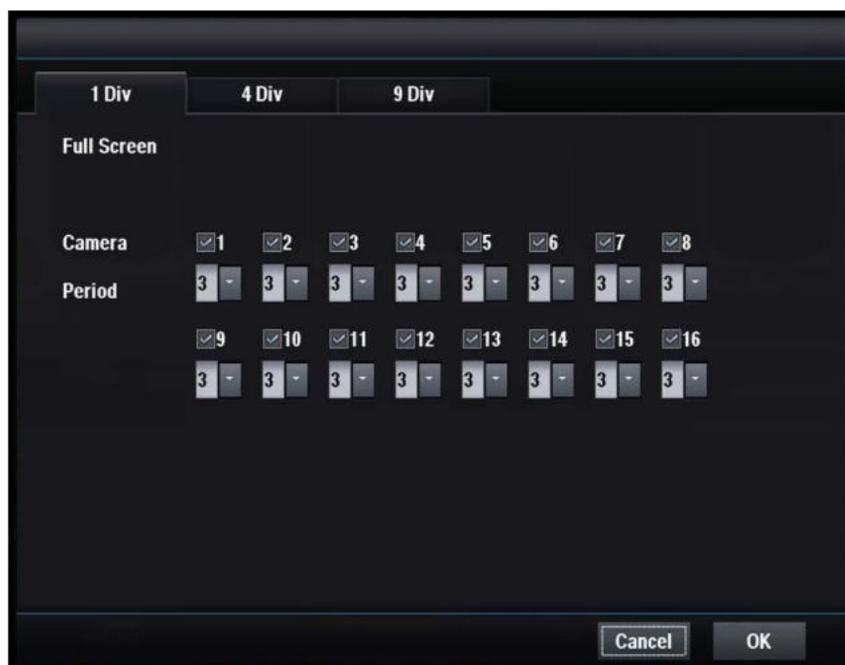 1 Div 4 Div 9 Div
Full Screen
Camera 1 2 3 4 5 6 7 8
Period 3 3 3 3 3 3 3 3
9 10 11 12 13 14 15 16
3 3 3 3 3 3 3 3
Cancel OK